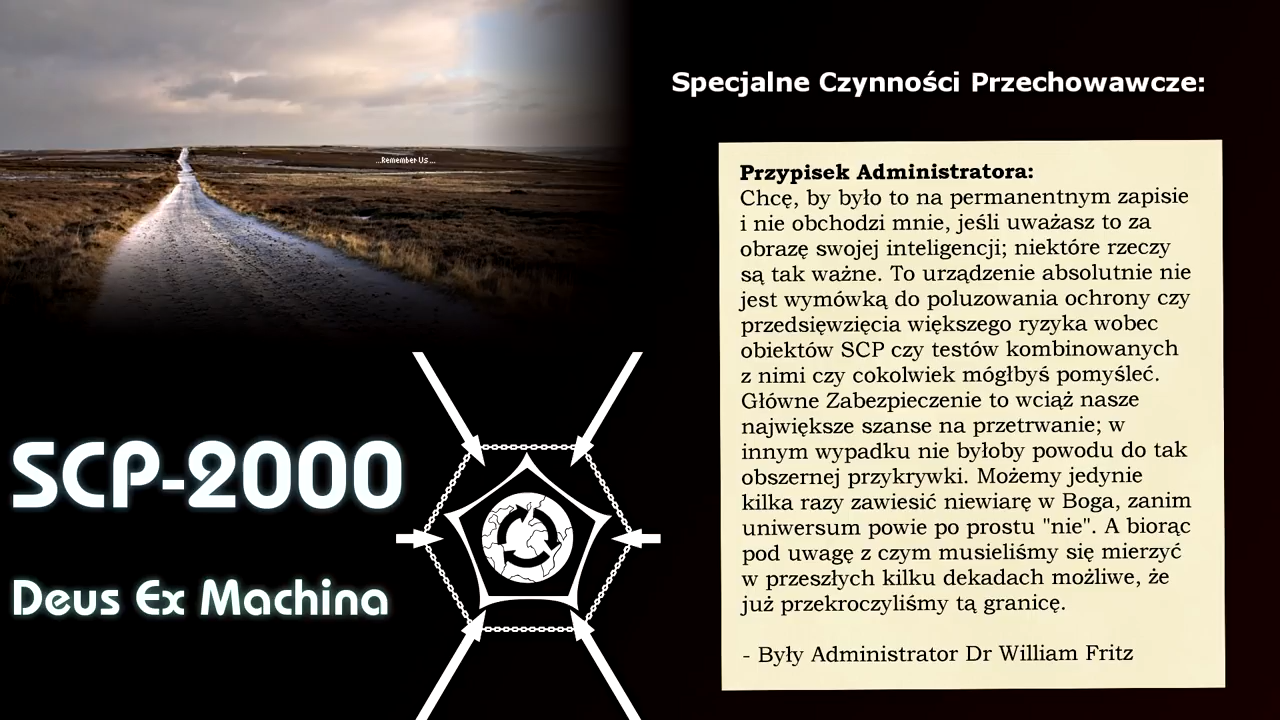 ...Remember Us...
SCP-2000
Deus Ex Machina
Specjalne Czynności Przechowawcze:
Przypisek Administratora:
Chcę, by było to na permanentnym zapisie
i nie obchodzi mnie, jeśli uważasz to za
obrazę swojej inteligencji; niektóre rzeczy
są tak ważne. To urządzenie absolutnie nie
jest wymówką do poluzowania ochrony czy
przedsięwzięcia większego ryzyka wobec
obiektów SCP czy testów kombinowanych
z nimi czy cokolwiek mógłbyś pomyśleć.
Główne Zabezpieczenie to wciąż nasze
największe szanse na przetrwanie; w
innym wypadku nie byłoby powodu do tak
obszernej przykrywki. Możemy jedynie
kilka razy zawiesić niewiarę w Boga, zanim
uniwersum powie po prostu "nie". A biorąc
pod uwagę z czym musieliśmy się mierzyć
w przeszłych kilku dekadach możliwe, że
już przekroczyliśmy tą granicę.
- Były Administrator Dr William Fritz